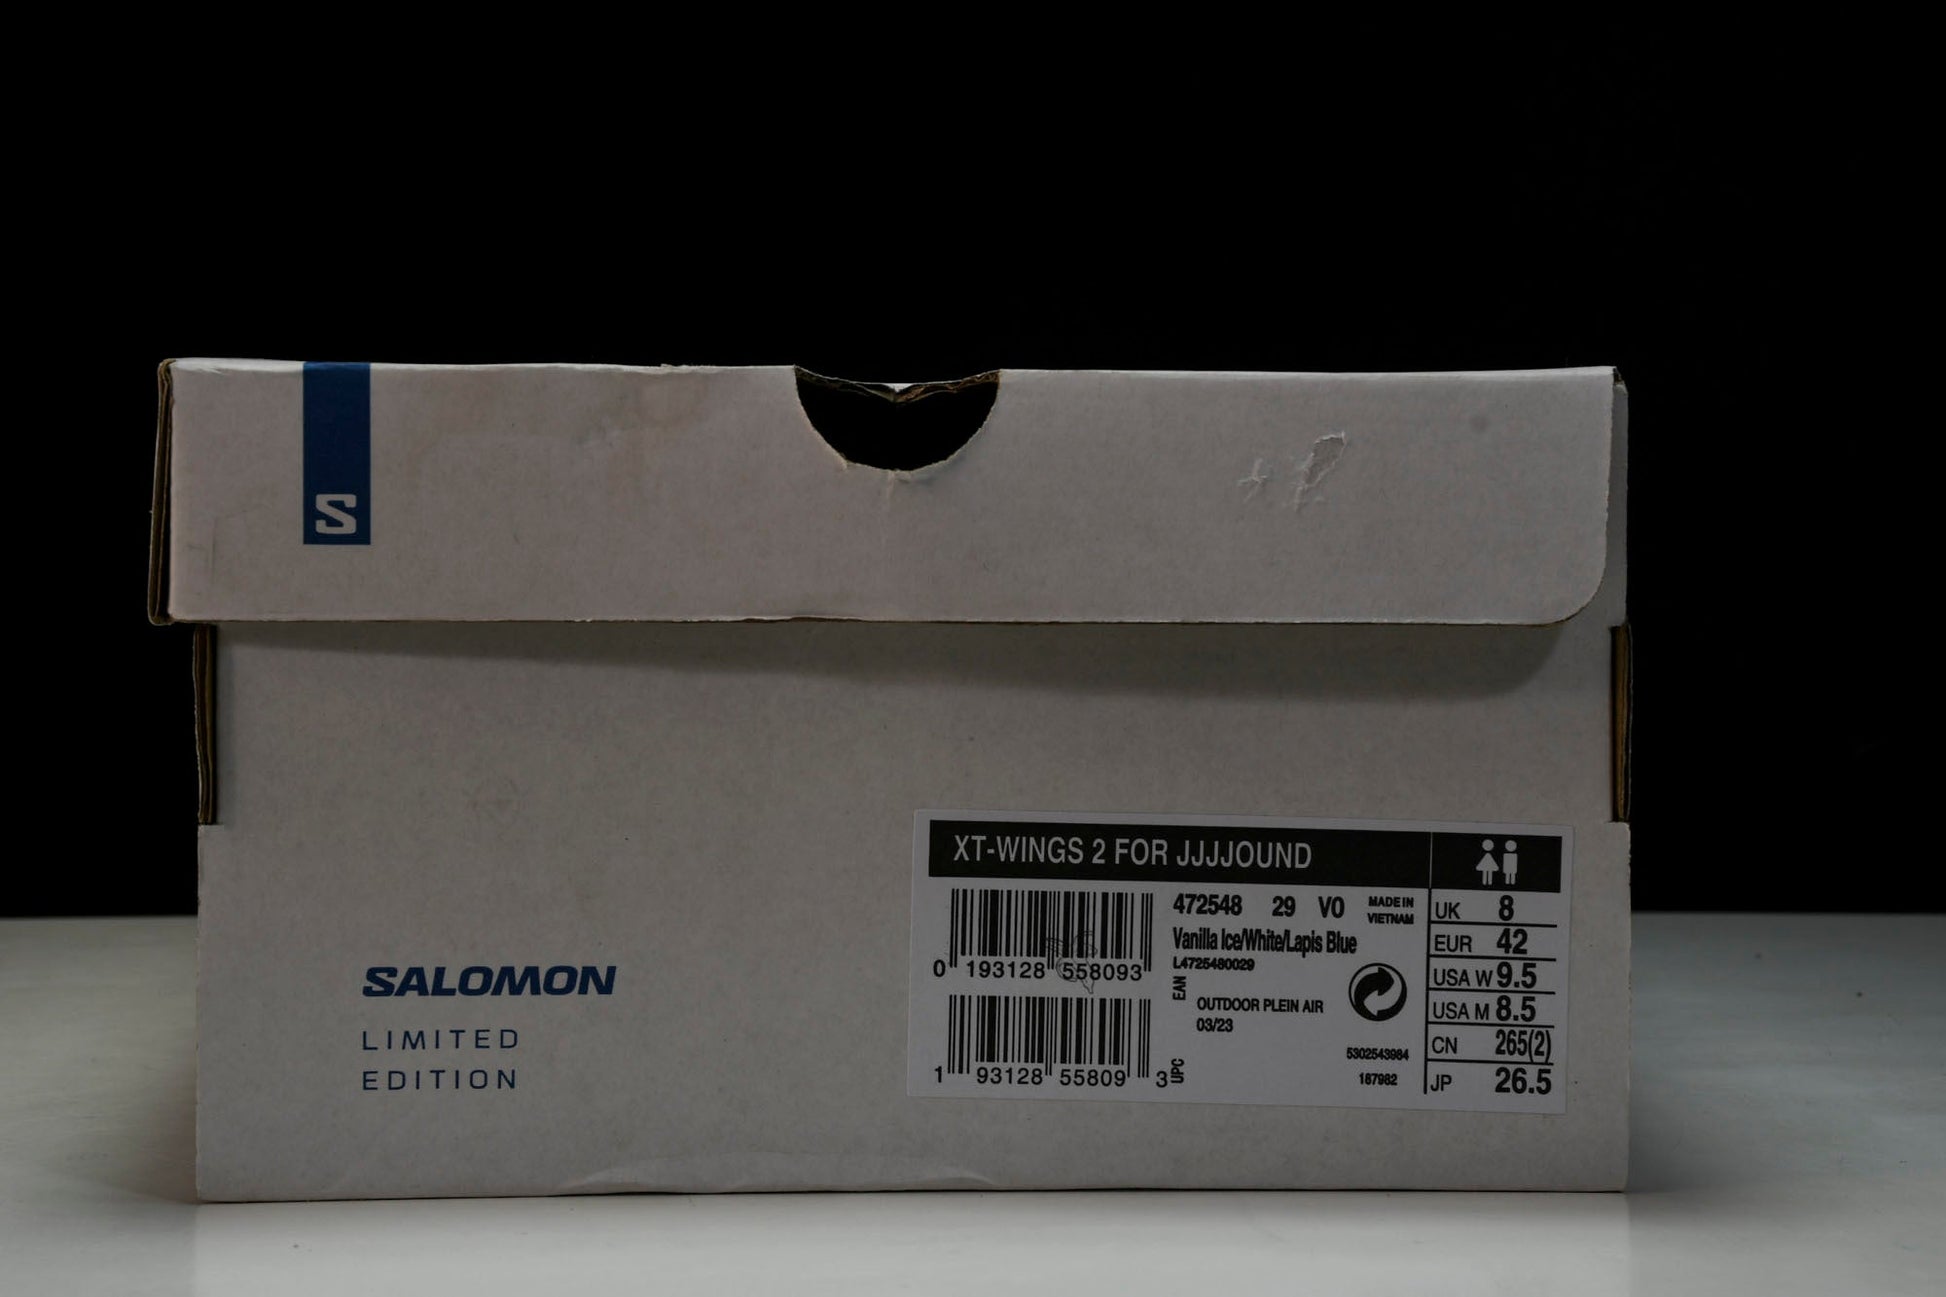 S
SALOMON
LIMITED
EDITION
XT-WINGS 2 FOR JJJJOUND
0 193128 558093
1 93128 55809 3
EAN
UPC
472548 29 V0
MADE IN
VIETNAM
Vanilla Ice/White/Lapis Blue
L4725480029
OUTDOOR PLEIN AIR
03/23
5302543984
187982
UK 8
EUR 42
USA W 9.5
USA M 8.5
CN 265(2)
JP 26.5